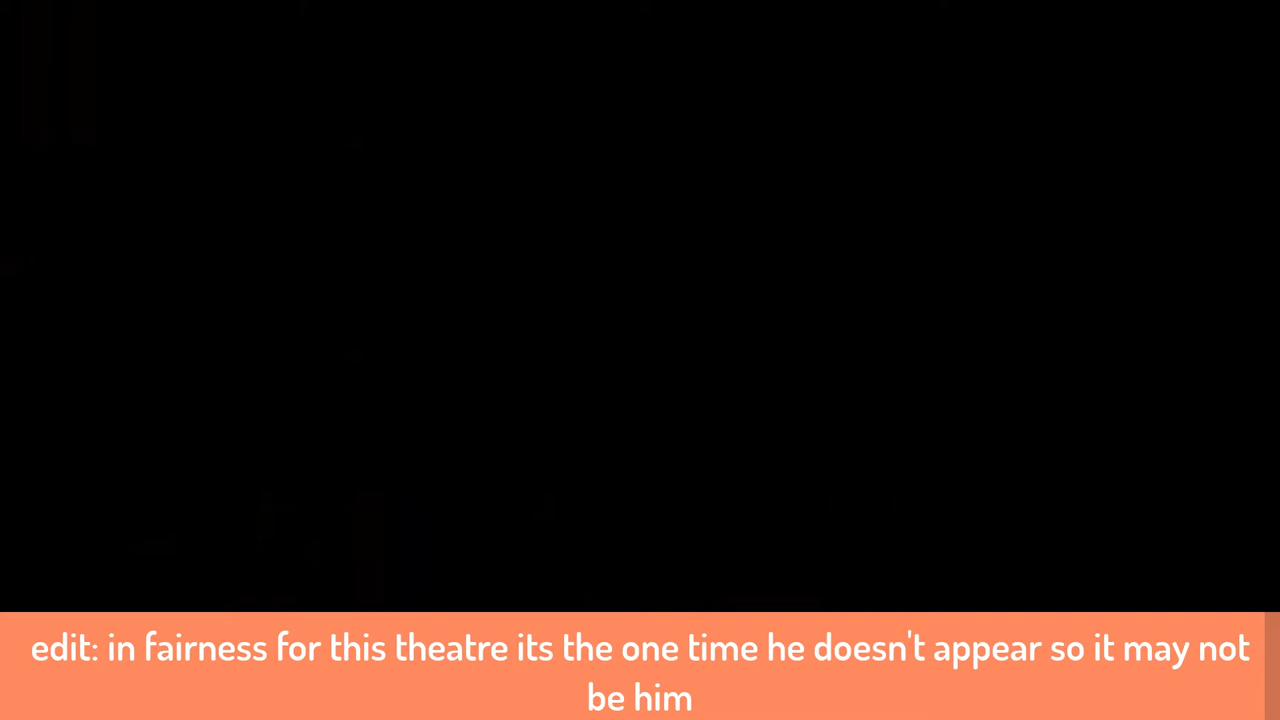 edit: in fairness for this theatre its the one time he doesn't appear so it may not
be him